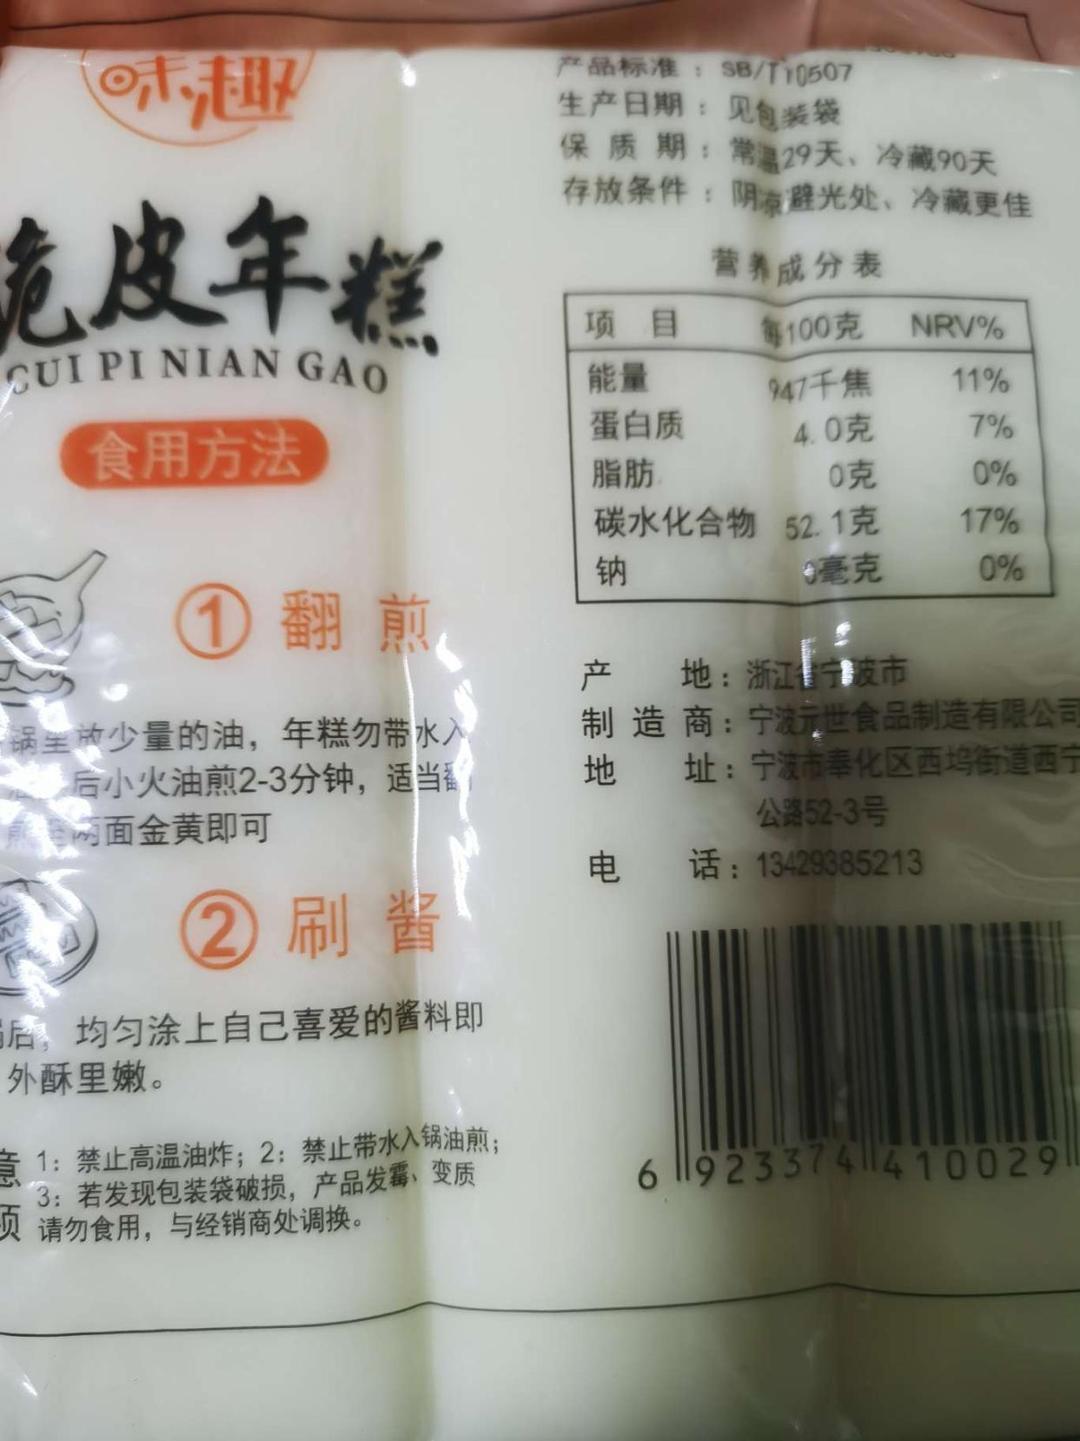 味趣
脆皮年糕
CUI PI NIAN GAO
食用方法
① 翻煎
锅里放少量的油，年糕勿带水入
后小火油煎2-3分钟，适当翻
煎至两面金黄即可
② 刷酱
后，均匀涂上自己喜爱的酱料即
外酥里嫩。
意 1：禁止高温油炸；2：禁止带水入锅油煎；
3：若发现包装袋破损，产品发霉、变质
项 请勿食用，与经销商处调换。
产品标准：SB/T10507
生产日期：见包装袋
保质期：常温29天、冷藏90天
存放条件：阴凉避光处、冷藏更佳
营养成分表
项 目 每100克 NRV%
能量 947千焦 11%
蛋白质 4.0克 7%
脂肪 0克 0%
碳水化合物 52.1克 17%
钠 0毫克 0%
产 地：浙江省宁波市
制造商：宁波元世食品制造有限公司
地 址：宁波市奉化区西坞街道西宁
公路52-3号
电 话：13429385213
6 923374 410029